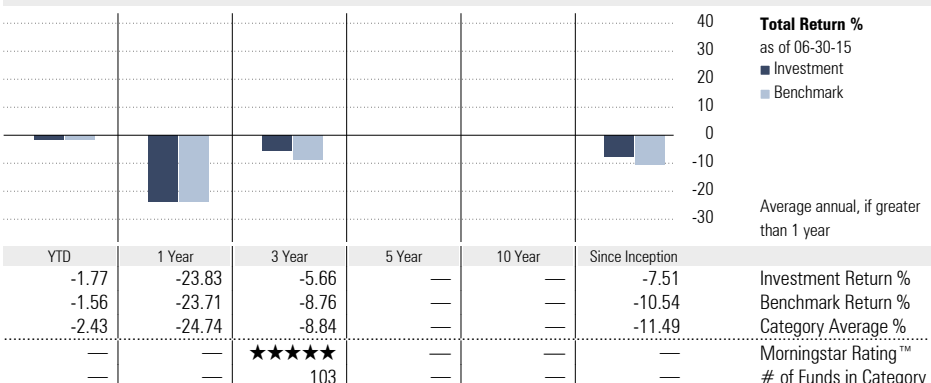 40
30
20
10
0
-10
-20
-30
Total Return %
as of 06-30-15
Investment
Benchmark
Average annual, if greater
than 1 year
YTD 1 Year 3 Year 5 Year 10 Year Since Inception
-1.77 -23.83 -5.66 — — -7.51 Investment Return %
-1.56 -23.71 -8.76 — — -10.54 Benchmark Return %
-2.43 -24.74 -8.84 — — -11.49 Category Average %
— — ★★★★★ — — — Morningstar Rating™
— — 103 — — — # of Funds in Category